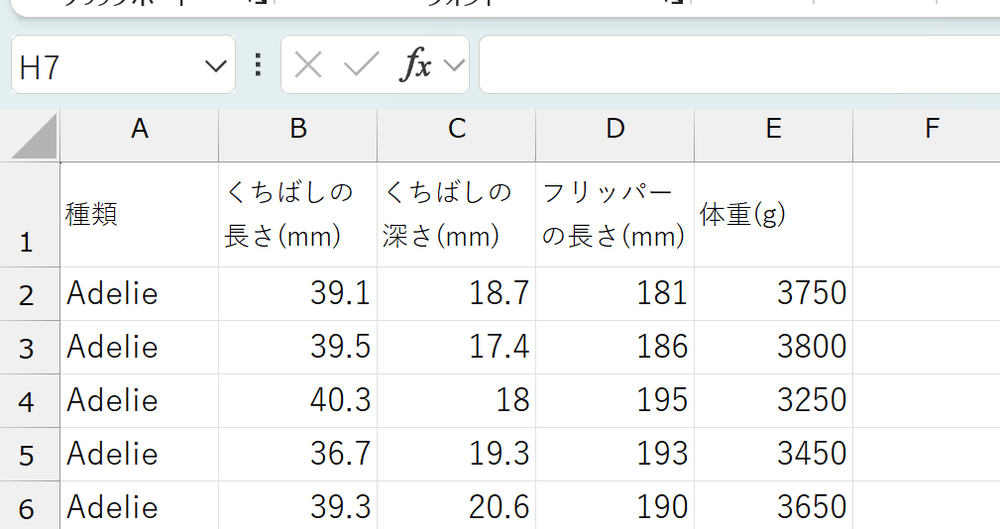 H7
fx
A B C D E F
1 種類 くちばしの長さ(mm) くちばしの深さ(mm) フリッパーの長さ(mm) 体重(g)
2 Adelie 39.1 18.7 181 3750
3 Adelie 39.5 17.4 186 3800
4 Adelie 40.3 18 195 3250
5 Adelie 36.7 19.3 193 3450
6 Adelie 39.3 20.6 190 3650